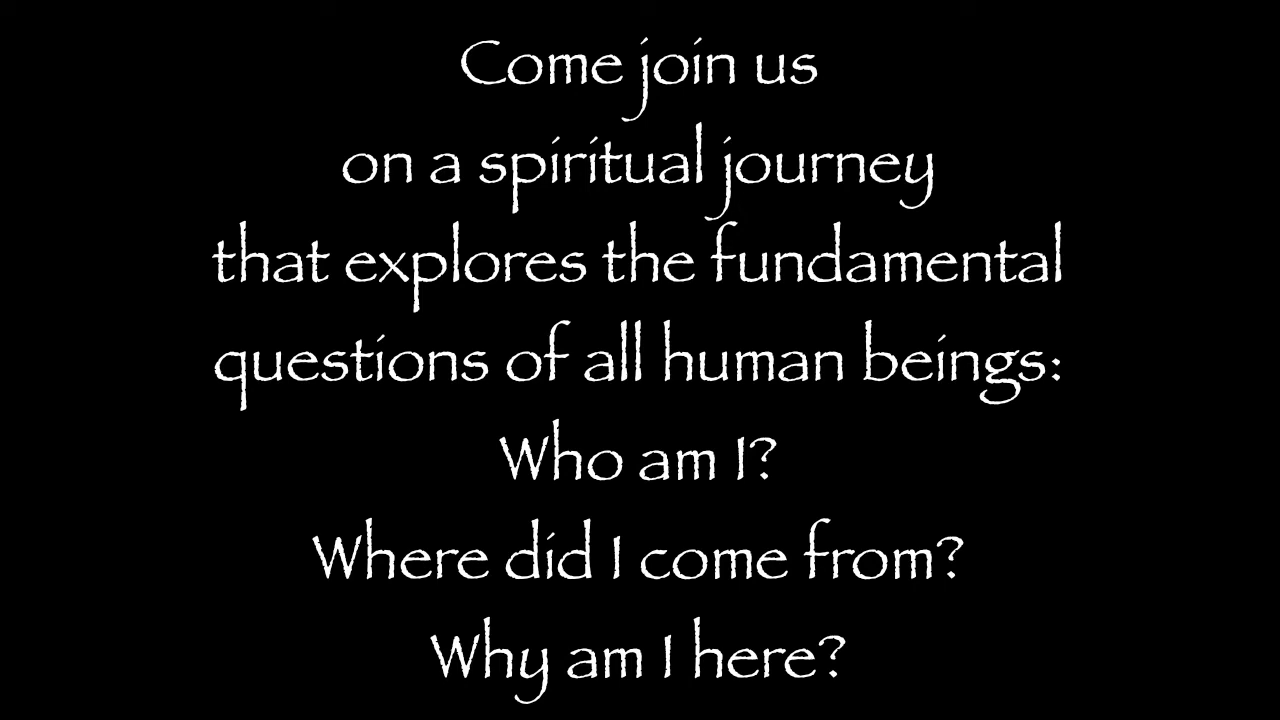 Come join us
on a spiritual journey
that explores the fundamental
questions of all human beings:
Who am I?
Where did I come from?
Why am I here?